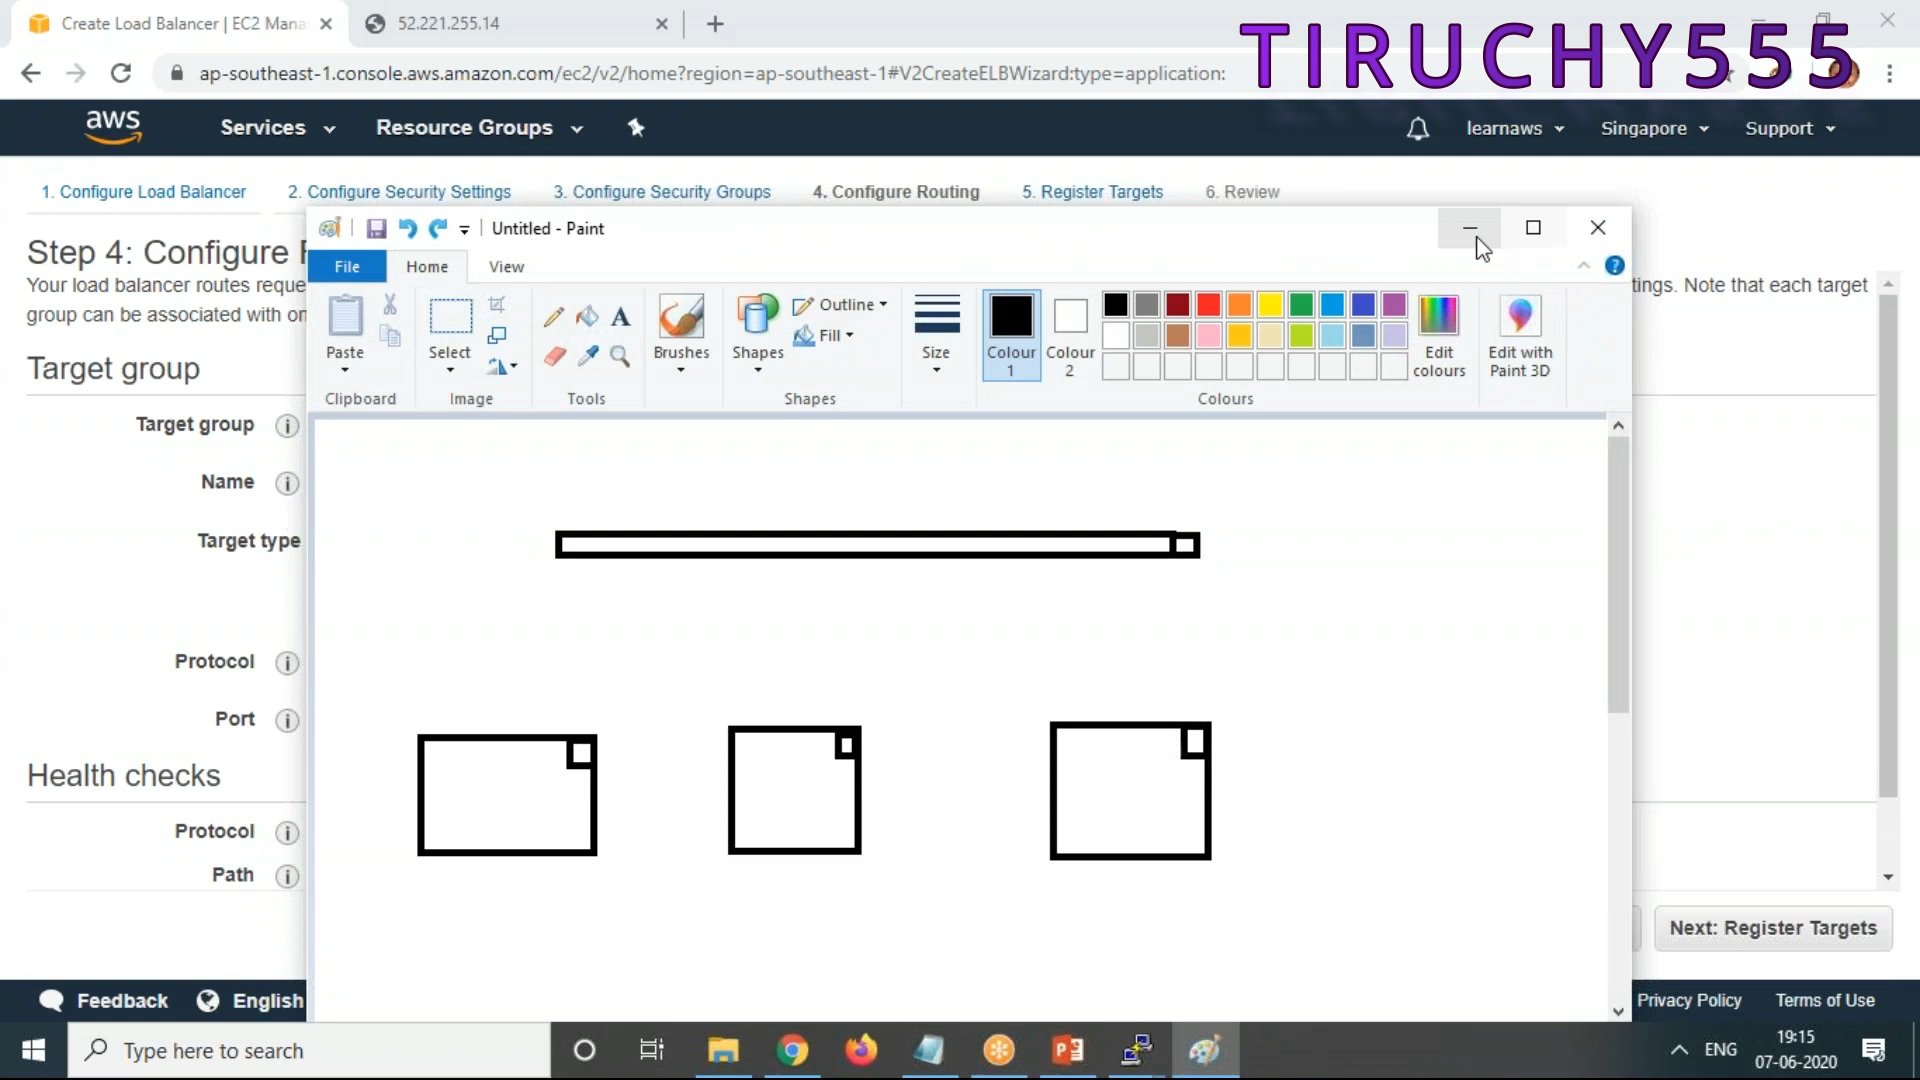 Create Load Balancer | EC2 Mana
52.221.255.14
TIRUCHY555
ap-southeast-1.console.aws.amazon.com/ec2/v2/home?region=ap-southeast-1#V2CreateELBWizard:type=application:
aws
Services
Resource Groups
learnaws
Singapore
Support
1. Configure Load Balancer
2. Configure Security Settings
3. Configure Security Groups
4. Configure Routing
5. Register Targets
6. Review
Step 4: Configure
Your load balancer routes reque
tings. Note that each target
group can be associated with
Untitled - Paint
File
Home
View
Paste
Select
Brushes
Shapes
Outline
Fill
Size
Colour 1
Colour 2
Edit colours
Edit with Paint 3D
Clipboard
Image
Tools
Shapes
Colours
Target group
Target group
Name
Target type
Protocol
Port
Health checks
Protocol
Path
Next: Register Targets
Feedback
English
Privacy Policy
Terms of Use
Type here to search
ENG
19:15
07-06-2020